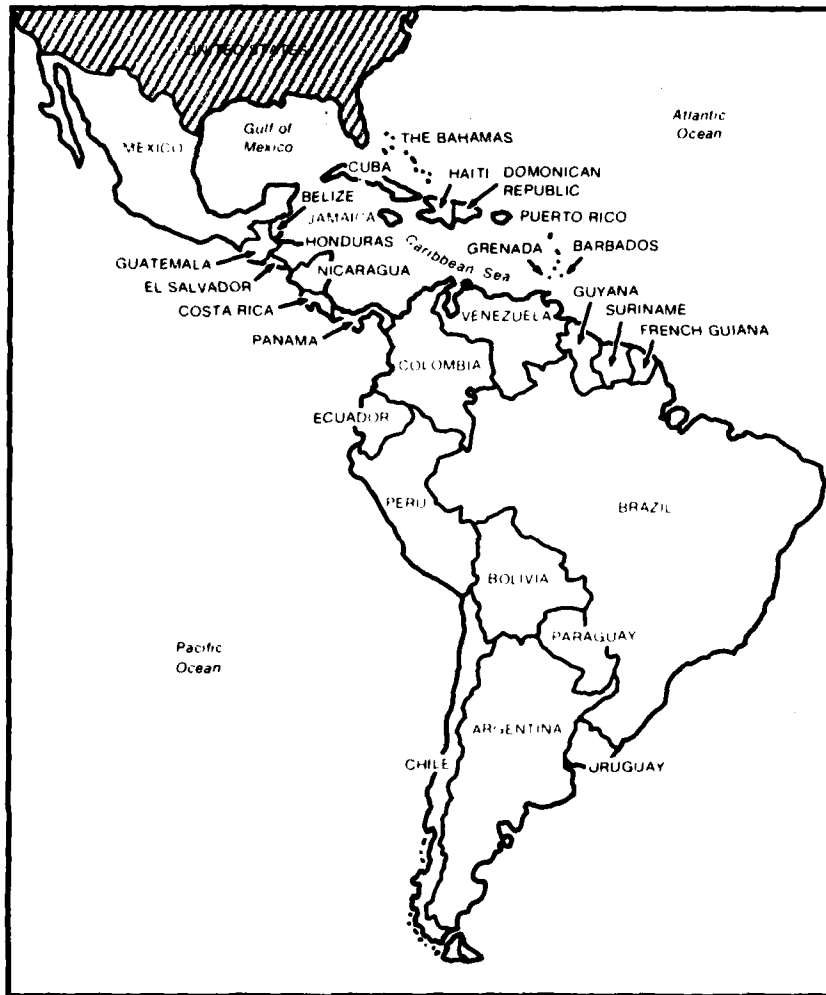 UNITED STATES
Atlantic
Ocean
Gulf of
Mexico
MEXICO
THE BAHAMAS
CUBA
HAITI
DOMONICAN
REPUBLIC
BELIZE
JAMAICA
PUERTO RICO
HONDURAS
Caribbean Sea
GRENADA
BARBADOS
GUATEMALA
NICARAGUA
EL SALVADOR
GUYANA
COSTA RICA
SURINAME
VENEZUELA
FRENCH GUIANA
PANAMA
COLOMBIA
ECUADOR
PERU
BRAZIL
BOLIVIA
PARAGUAY
Pacific
Ocean
ARGENTINA
CHILE
URUGUAY